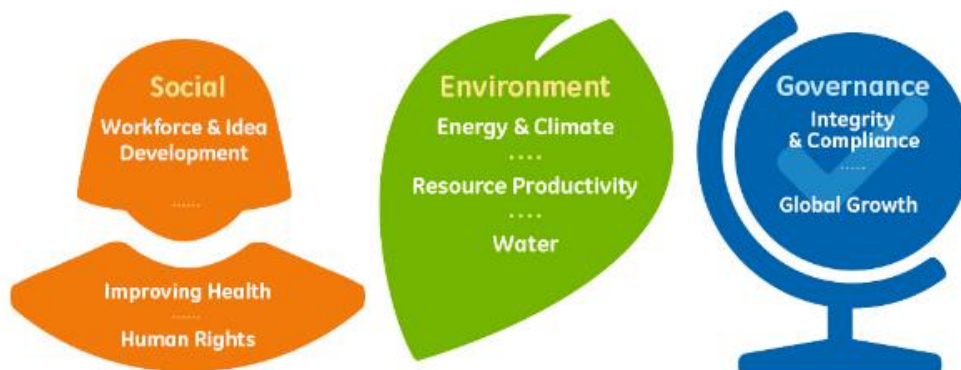 Social
Workforce & Idea
Development
......
Improving Health
......
Human Rights
Environment
Energy & Climate
....
Resource Productivity
....
Water
Governance
Integrity
& Compliance
.....
Global Growth